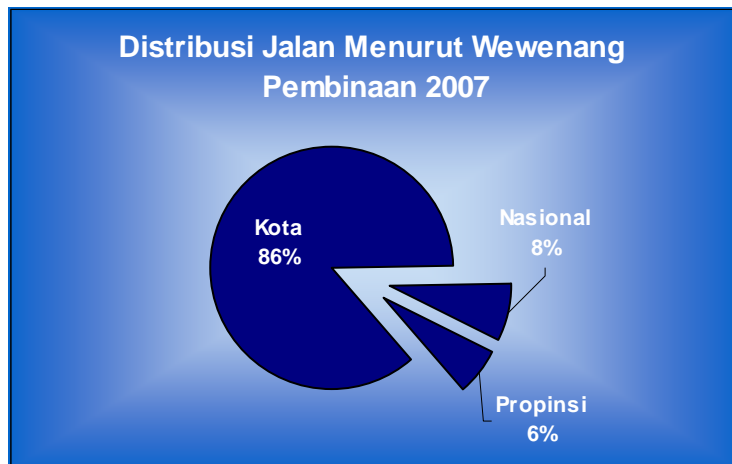 Distribusi Jalan Menurut Wewenang
Pembinaan 2007
Kota
86%
Nasional
8%
Propinsi
6%